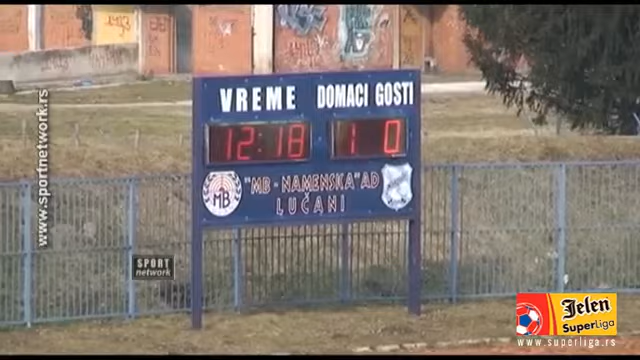 www.sportnetwork.rs
VREME DOMACI GOSTI
12:18 1 0
MB "MB - NAMENSKA" AD
LUČANI
SPORT
network
Jelen
SuperLiga
www.superliga.rs